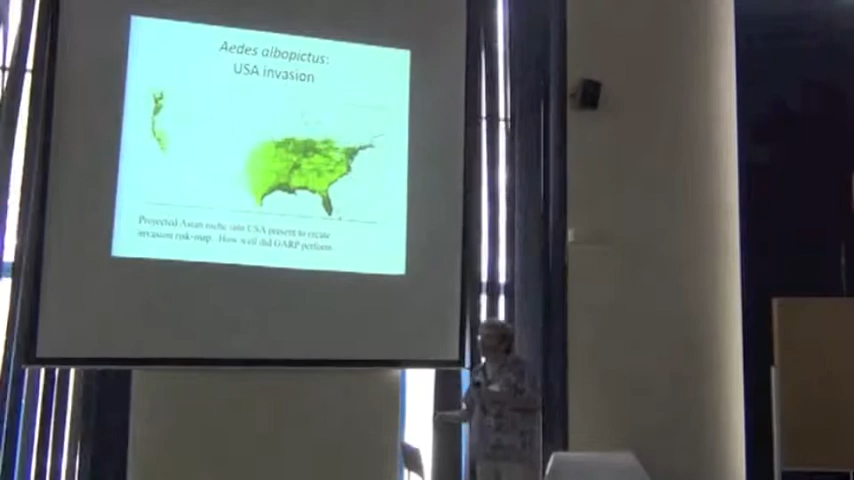 Aedes albopictus:
USA invasion
Projected Asian niche into USA present to create
invasion risk-map. How well did GARP perform